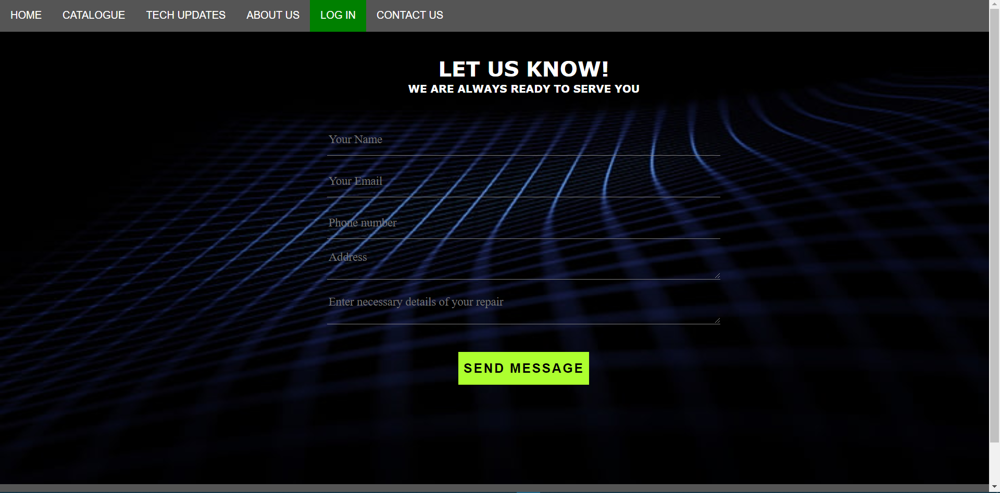 HOME CATALOGUE TECH UPDATES ABOUT US LOG IN CONTACT US
LET US KNOW!
WE ARE ALWAYS READY TO SERVE YOU
Your Name
Your Email
Phone number
Address
Enter necessary details of your repair
SEND MESSAGE